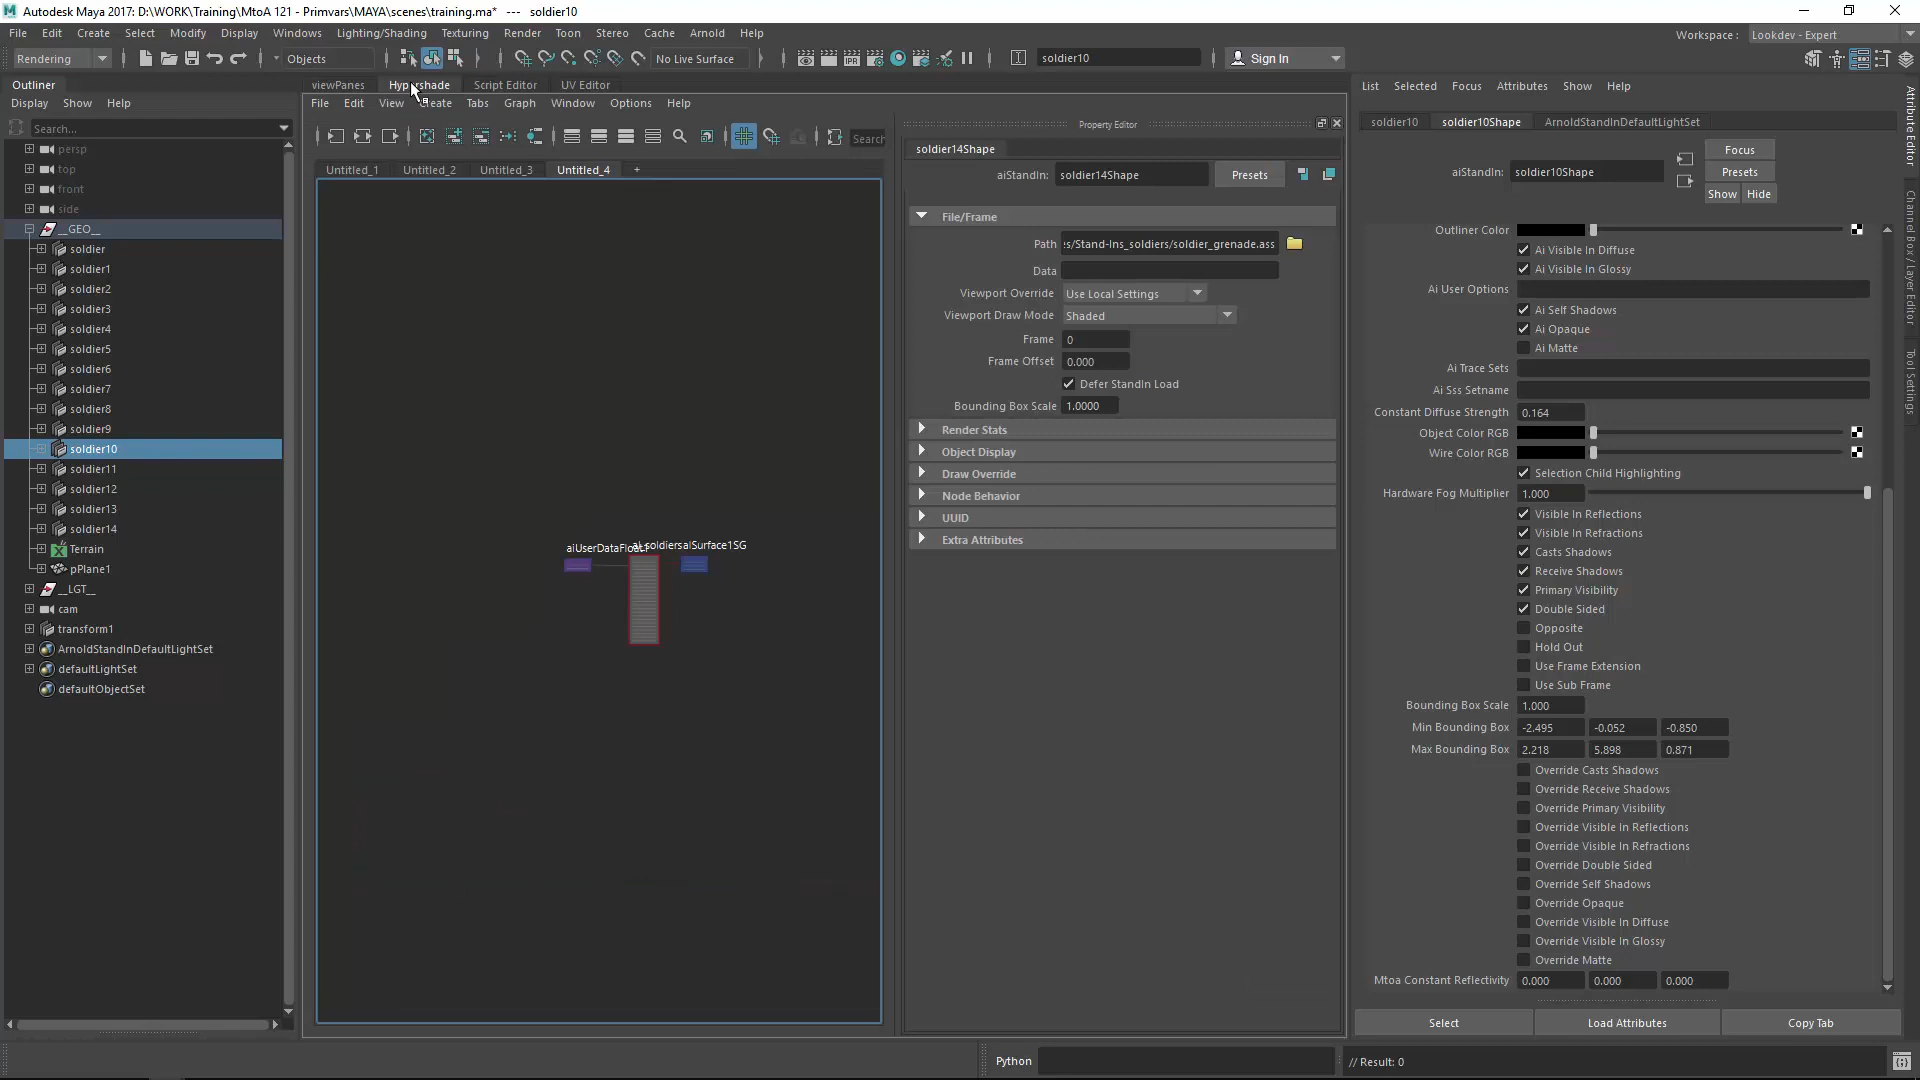 Autodesk Maya 2017: D:\WORK\Training\MtoA 121 - Primvars\MAYA\scenes\training.ma* --- soldier10
File Edit Create Select Modify Display Windows Lighting/Shading Texturing Render Toon Stereo Cache Arnold Help
Workspace : Lookdev - Expert
Rendering Objects No Live Surface soldier10 Sign In
Outliner
Display Show Help
Search...
persp
top
front
side
__GEO__
soldier
soldier1
soldier2
soldier3
soldier4
soldier5
soldier6
soldier7
soldier8
soldier9
soldier10
soldier11
soldier12
soldier13
soldier14
Terrain
pPlane1
__LGT__
cam
transform1
ArnoldStandInDefaultLightSet
defaultLightSet
defaultObjectSet
viewPanes Hypershade Script Editor UV Editor
File Edit View Create Tabs Graph Window Options Help
Search
Untitled_1 Untitled_2 Untitled_3 Untitled_4 +
Property Editor
soldier14Shape
aiStandIn: soldier14Shape Presets
File/Frame
Path :s/Stand-Ins_soldiers/soldier_grenade.ass
Data
Viewport Override Use Local Settings
Viewport Draw Mode Shaded
Frame 0
Frame Offset 0.000
Defer StandIn Load
Bounding Box Scale 1.0000
Render Stats
Object Display
Draw Override
Node Behavior
UUID
Extra Attributes
List Selected Focus Attributes Show Help
soldier10 soldier10Shape ArnoldStandInDefaultLightSet
Focus
aiStandIn: soldier10Shape Presets
Show Hide
Outliner Color
Ai Visible In Diffuse
Ai Visible In Glossy
Ai User Options
Ai Self Shadows
Ai Opaque
Ai Matte
Ai Trace Sets
Ai Sss Setname
Constant Diffuse Strength 0.164
Object Color RGB
Wire Color RGB
Selection Child Highlighting
Hardware Fog Multiplier 1.000
Visible In Reflections
Visible In Refractions
Casts Shadows
Receive Shadows
Primary Visibility
Double Sided
Opposite
Hold Out
Use Frame Extension
Use Sub Frame
Bounding Box Scale 1.000
Min Bounding Box -2.495 -0.052 -0.850
Max Bounding Box 2.218 5.898 0.871
Override Casts Shadows
Override Receive Shadows
Override Primary Visibility
Override Visible In Reflections
Override Visible In Refractions
Override Double Sided
Override Self Shadows
Override Opaque
Override Visible In Diffuse
Override Visible In Glossy
Override Matte
Mtoa Constant Reflectivity 0.000 0.000 0.000
Select Load Attributes Copy Tab
Attribute Editor
Channel Box / Layer Editor
Tool Settings
Python // Result: 0